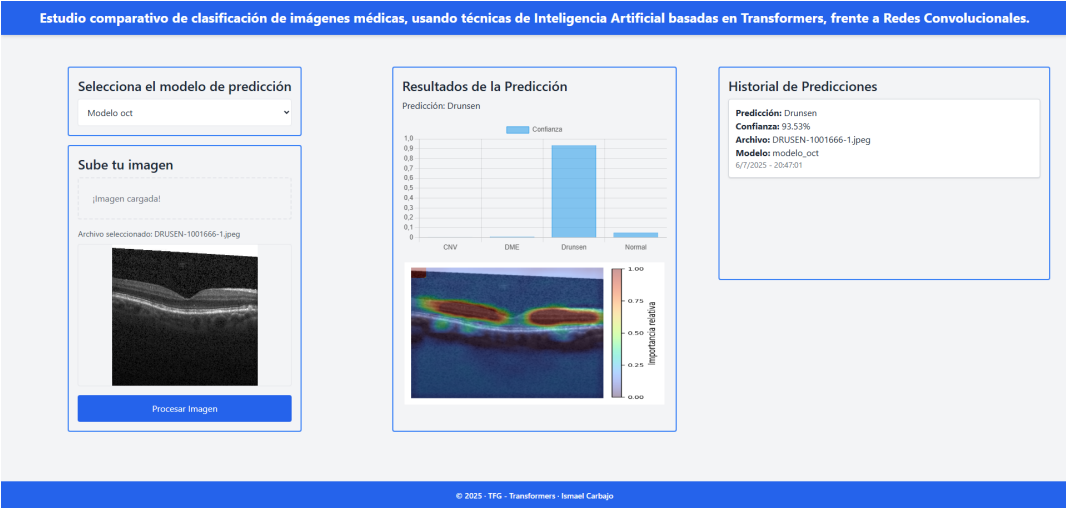 Estudio comparativo de clasificación de imágenes médicas, usando técnicas de Inteligencia Artificial basadas en Transformers, frente a Redes Convolucionales.
Selecciona el modelo de predicción
Modelo oct
Sube tu imagen
¡Imagen cargada!
Archivo seleccionado: DRUSEN-1001666-1.jpeg
Procesar Imagen
Resultados de la Predicción
Predicción: Drunsen
Confianza
1,0
0,9
0,8
0,7
0,6
0,5
0,4
0,3
0,2
0,1
0
CNV
DME
Drunsen
Normal
1.00
0.75
0.50
0.25
0.00
Importancia relativa
Historial de Predicciones
Predicción: Drunsen
Confianza: 93.53%
Archivo: DRUSEN-1001666-1.jpeg
Modelo: modelo_oct
6/7/2025 - 20:47:01
© 2025 · TFG - Transformers · Ismael Carbajo